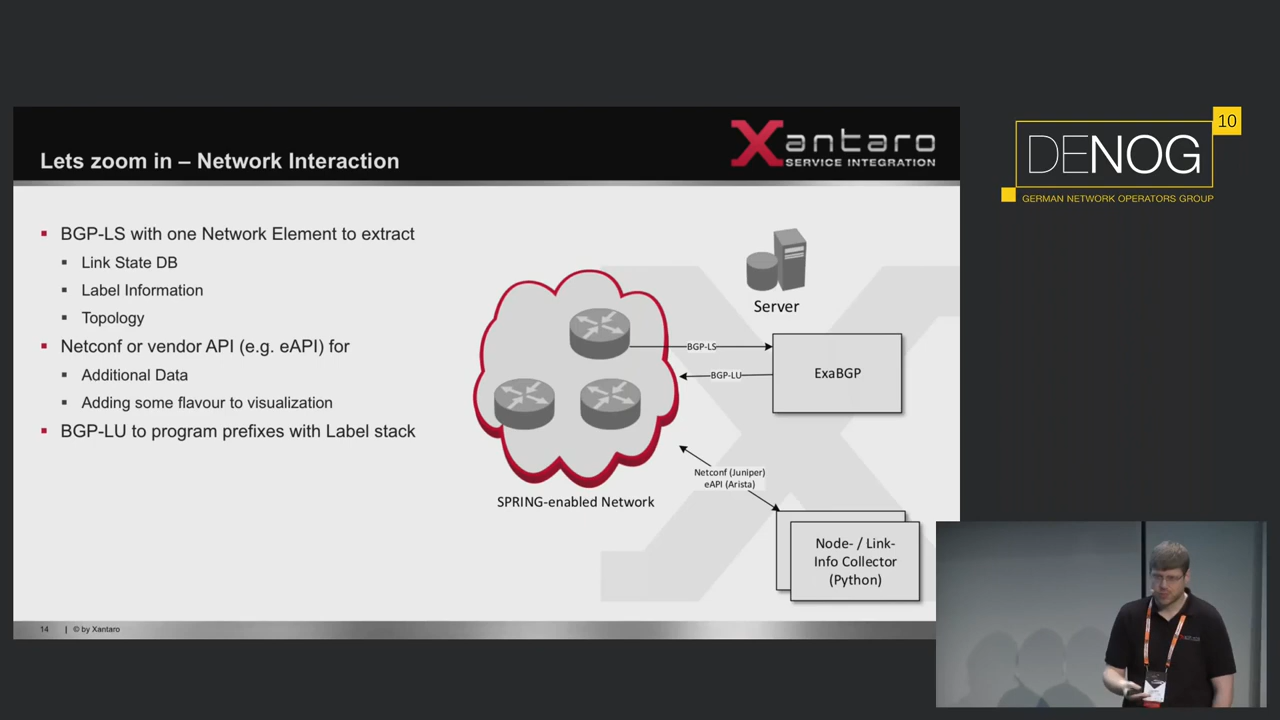 Lets zoom in – Network Interaction
Xantaro
SERVICE INTEGRATION
10
DENOG
GERMAN NETWORK OPERATORS GROUP
BGP-LS with one Network Element to extract
Link State DB
Label Information
Topology
Netconf or vendor API (e.g. eAPI) for
Additional Data
Adding some flavour to visualization
BGP-LU to program prefixes with Label stack
Server
BGP-LS
BGP-LU
ExaBGP
Netconf (Juniper)
eAPI (Arista)
SPRING-enabled Network
Node- / Link-
Info Collector
(Python)
14 | © by Xantaro